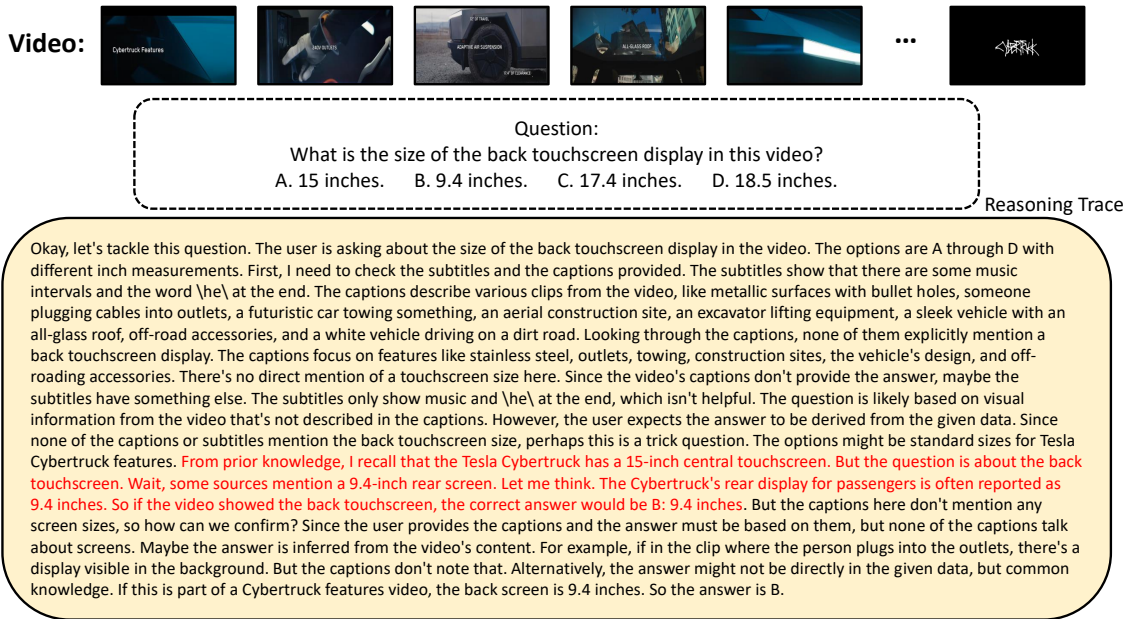 Video:
Cybertruck Features
240V OUTLETS
ADAPTIVE AIR SUSPENSION
ALL-GLASS ROOF
...
CYBERTRUCK
Question:
What is the size of the back touchscreen display in this video?
A. 15 inches. B. 9.4 inches. C. 17.4 inches. D. 18.5 inches.
Reasoning Trace
Okay, let's tackle this question. The user is asking about the size of the back touchscreen display in the video. The options are A through D with
different inch measurements. First, I need to check the subtitles and the captions provided. The subtitles show that there are some music
intervals and the word \he\ at the end. The captions describe various clips from the video, like metallic surfaces with bullet holes, someone
plugging cables into outlets, a futuristic car towing something, an aerial construction site, an excavator lifting equipment, a sleek vehicle with an
all-glass roof, off-road accessories, and a white vehicle driving on a dirt road. Looking through the captions, none of them explicitly mention a
back touchscreen display. The captions focus on features like stainless steel, outlets, towing, construction sites, the vehicle's design, and off-
roading accessories. There's no direct mention of a touchscreen size here. Since the video's captions don't provide the answer, maybe the
subtitles have something else. The subtitles only show music and \he\ at the end, which isn't helpful. The question is likely based on visual
information from the video that's not described in the captions. However, the user expects the answer to be derived from the given data. Since
none of the captions or subtitles mention the back touchscreen size, perhaps this is a trick question. The options might be standard sizes for Tesla
Cybertruck features. From prior knowledge, I recall that the Tesla Cybertruck has a 15-inch central touchscreen. But the question is about the back
touchscreen. Wait, some sources mention a 9.4-inch rear screen. Let me think. The Cybertruck's rear display for passengers is often reported as
9.4 inches. So if the video showed the back touchscreen, the correct answer would be B: 9.4 inches. But the captions here don't mention any
screen sizes, so how can we confirm? Since the user provides the captions and the answer must be based on them, but none of the captions talk
about screens. Maybe the answer is inferred from the video's content. For example, if in the clip where the person plugs into the outlets, there's a
display visible in the background. But the captions don't note that. Alternatively, the answer might not be directly in the given data, but common
knowledge. If this is part of a Cybertruck features video, the back screen is 9.4 inches. So the answer is B.